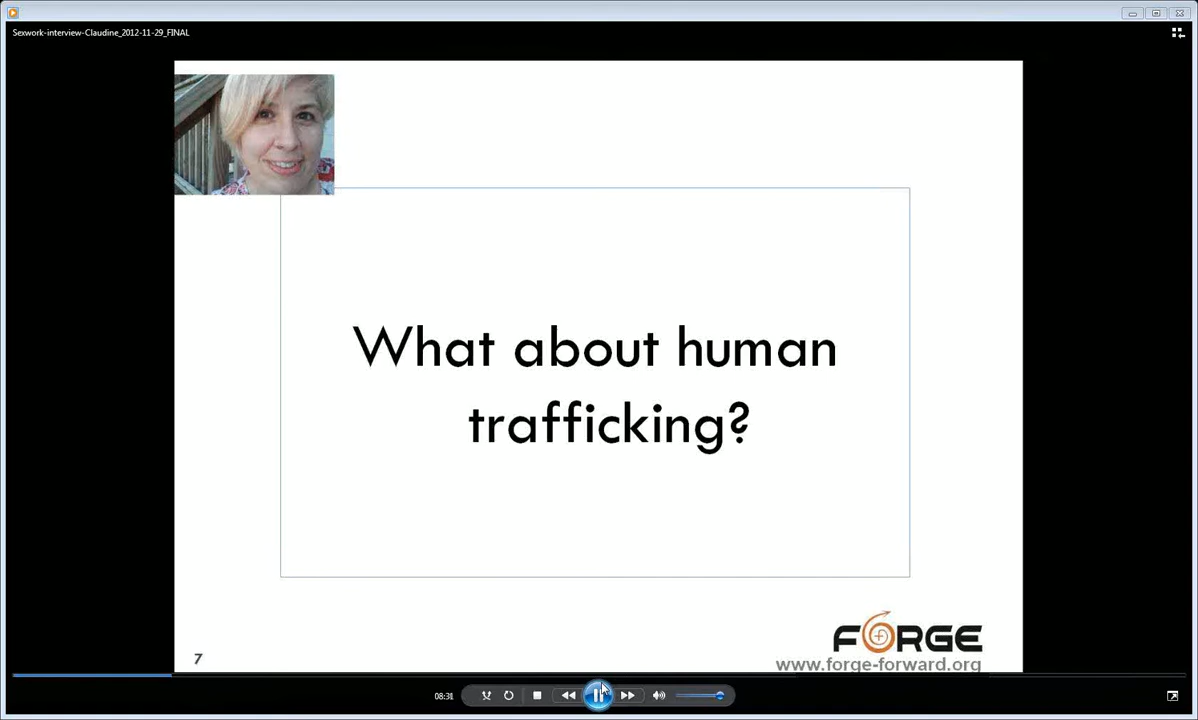 Sexwork-interview-Claudine_2012-11-29_FINAL
What about human
trafficking?
FORGE
7
www.forge-forward.org
08:31